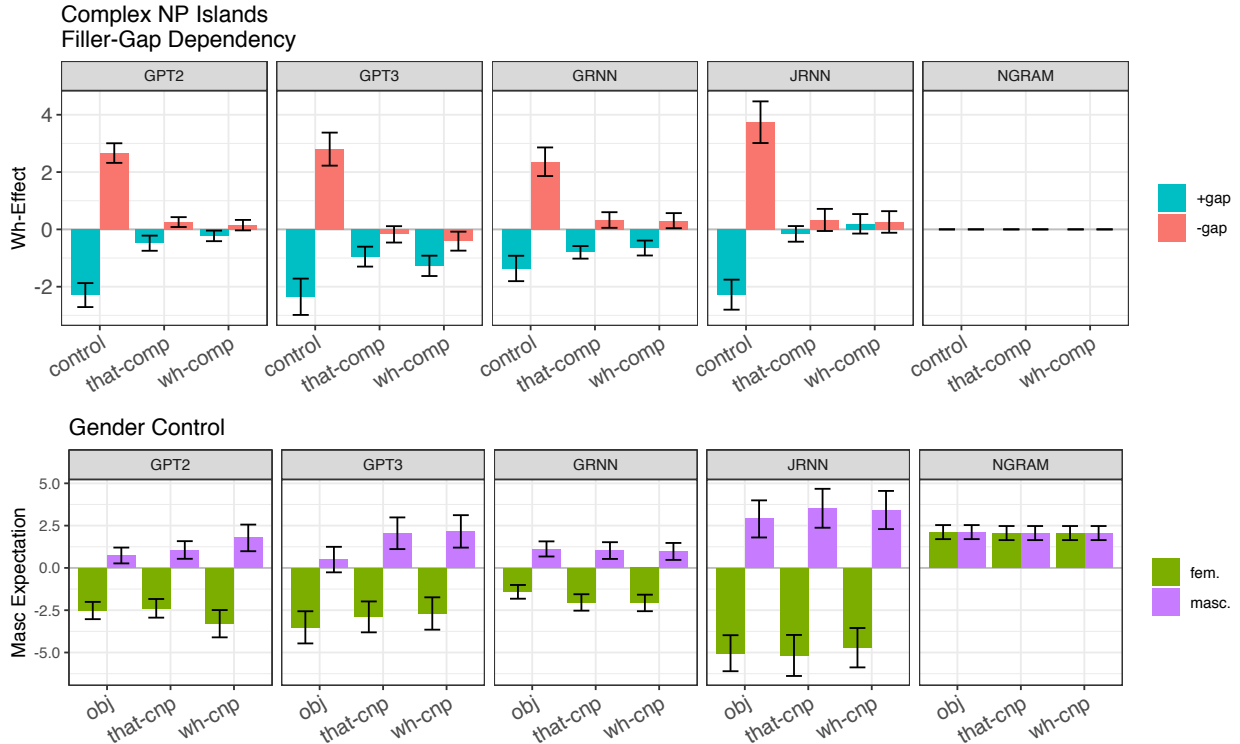 Complex NP Islands
Filler-Gap Dependency
GPT2 GPT3 GRNN JRNN NGRAM
Wh-Effect
4
2
0
-2
control that-comp wh-comp control that-comp wh-comp control that-comp wh-comp control that-comp wh-comp control that-comp wh-comp
+gap
-gap
Gender Control
GPT2 GPT3 GRNN JRNN NGRAM
Masc Expectation
5.0
2.5
0.0
-2.5
-5.0
obj that-cnp wh-cnp obj that-cnp wh-cnp obj that-cnp wh-cnp obj that-cnp wh-cnp obj that-cnp wh-cnp
fem.
masc.